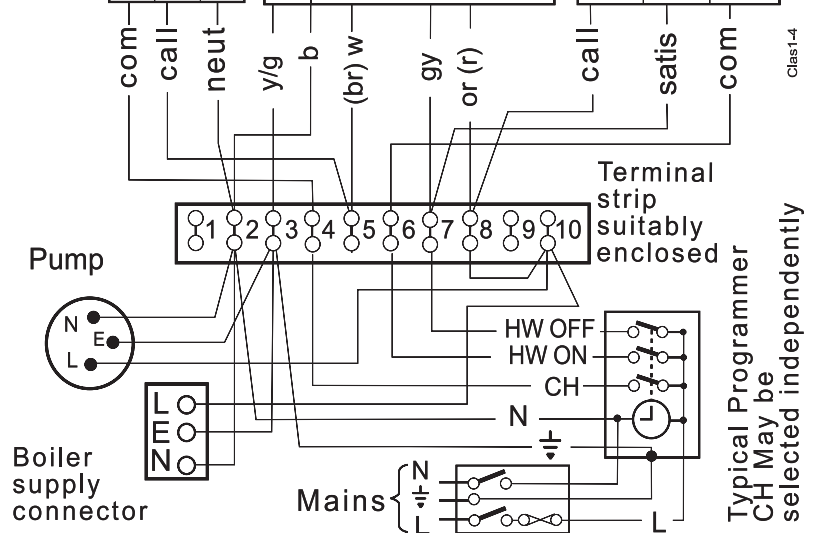 com
call
neut
y/g
b
(br) w
gy
or (r)
call
satis
com
Clas1-4
1 2 3 4 5 6 7 8 9 10
Terminal
strip
suitably
enclosed
Pump
N
E
L
HW OFF
HW ON
CH
N
L
E
N
Boiler
supply
connector
Mains
N
L
L
Typical Programmer
CH May be
selected independently